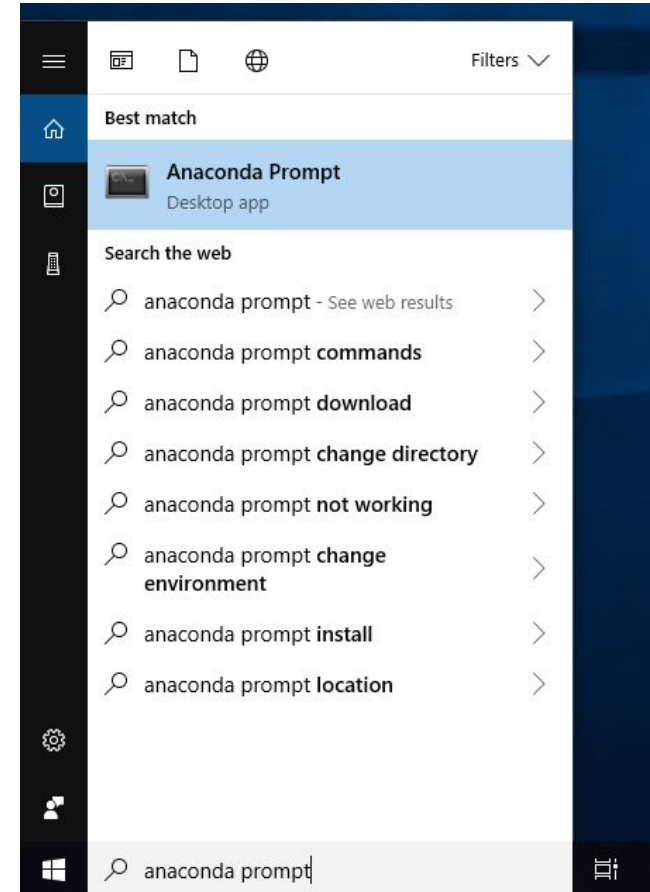 Filters
Best match
Anaconda Prompt
Desktop app
Search the web
anaconda prompt - See web results
anaconda prompt commands
anaconda prompt download
anaconda prompt change directory
anaconda prompt not working
anaconda prompt change
environment
anaconda prompt install
anaconda prompt location
anaconda prompt